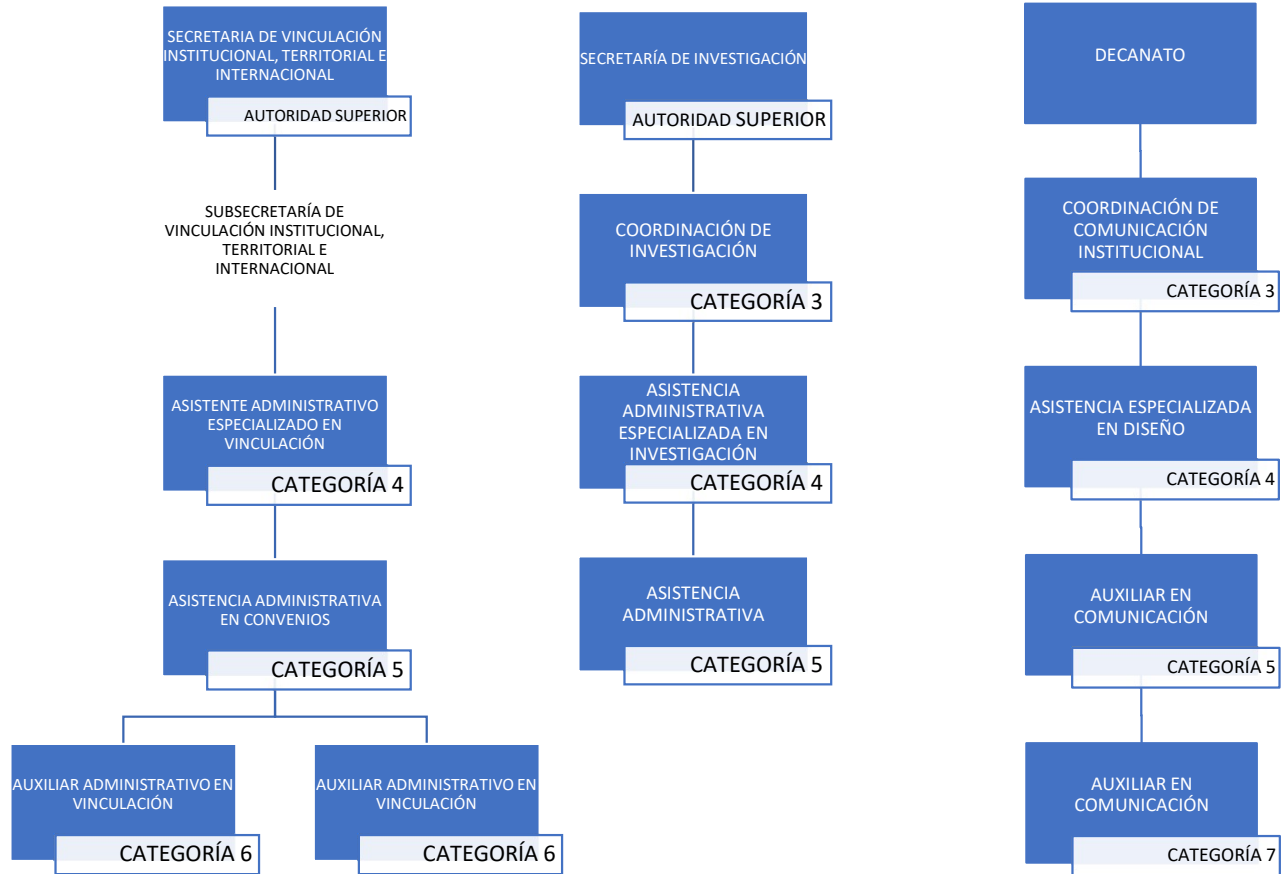 SECRETARIA DE VINCULACIÓN
INSTITUCIONAL, TERRITORIAL E
INTERNACIONAL
AUTORIDAD SUPERIOR
SUBSECRETARÍA DE
VINCULACIÓN INSTITUCIONAL,
TERRITORIAL E
INTERNACIONAL
ASISTENTE ADMINISTRATIVO
ESPECIALIZADO EN
VINCULACIÓN
CATEGORÍA 4
ASISTENCIA ADMINISTRATIVA
EN CONVENIOS
CATEGORÍA 5
AUXILIAR ADMINISTRATIVO EN
VINCULACIÓN
CATEGORÍA 6
AUXILIAR ADMINISTRATIVO EN
VINCULACIÓN
CATEGORÍA 6
SECRETARÍA DE INVESTIGACIÓN
AUTORIDAD SUPERIOR
COORDINACIÓN DE
INVESTIGACIÓN
CATEGORÍA 3
ASISTENCIA
ADMINISTRATIVA
ESPECIALIZADA EN
INVESTIGACIÓN
CATEGORÍA 4
ASISTENCIA
ADMINISTRATIVA
CATEGORÍA 5
DECANATO
COORDINACIÓN DE
COMUNICACIÓN
INSTITUCIONAL
CATEGORÍA 3
ASISTENCIA ESPECIALIZADA
EN DISEÑO
CATEGORÍA 4
AUXILIAR EN
COMUNICACIÓN
CATEGORÍA 5
AUXILIAR EN
COMUNICACIÓN
CATEGORÍA 7